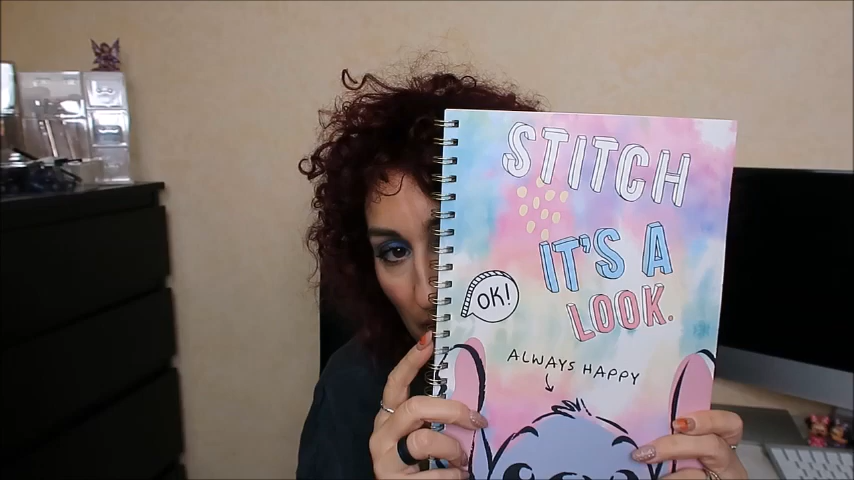 STITCH
IT'S A
LOOK.
OK!
ALWAYS HAPPY